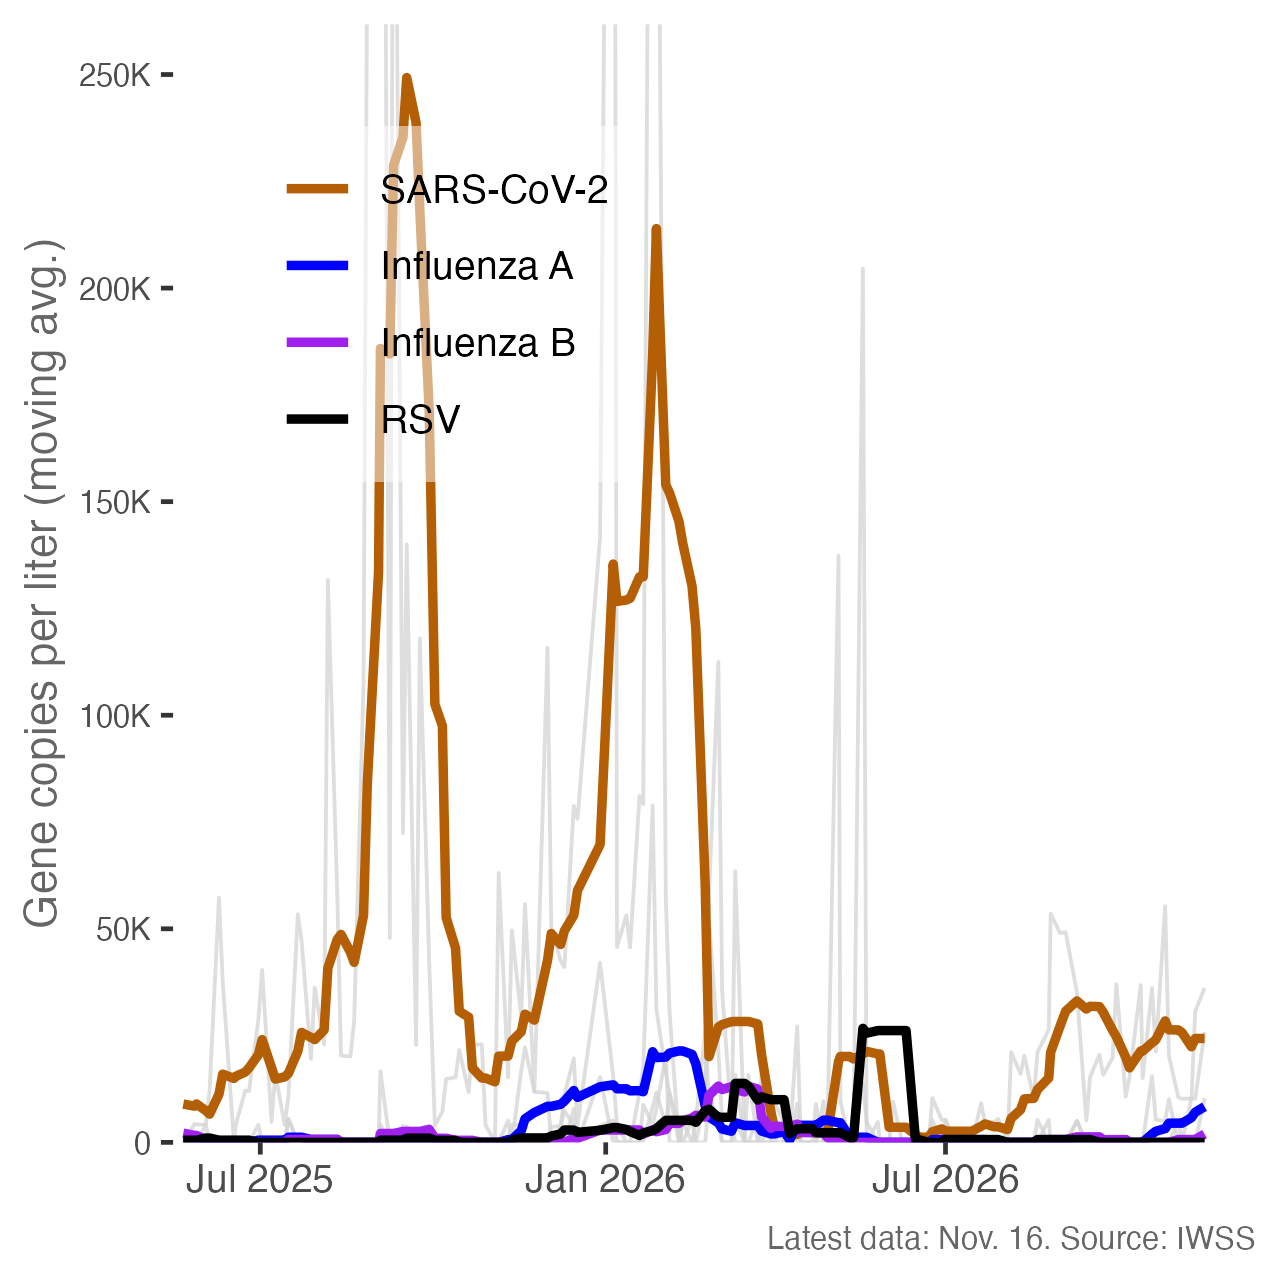 Gene copies per liter (moving avg.)
250K
200K
150K
100K
50K
0
SARS-CoV-2
Influenza A
Influenza B
RSV
Jul 2025
Jan 2026
Jul 2026
Latest data: Nov. 16. Source: IWSS